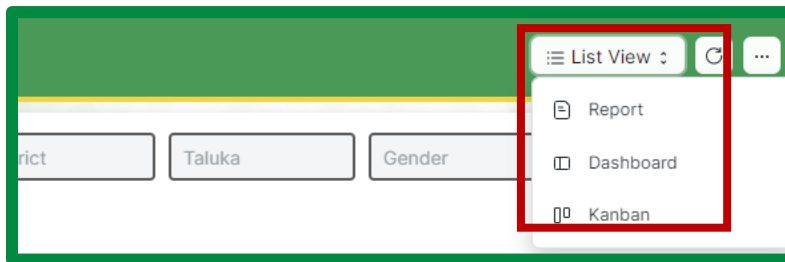 List View
...
Report
rict Taluka Gender
Dashboard
Kanban